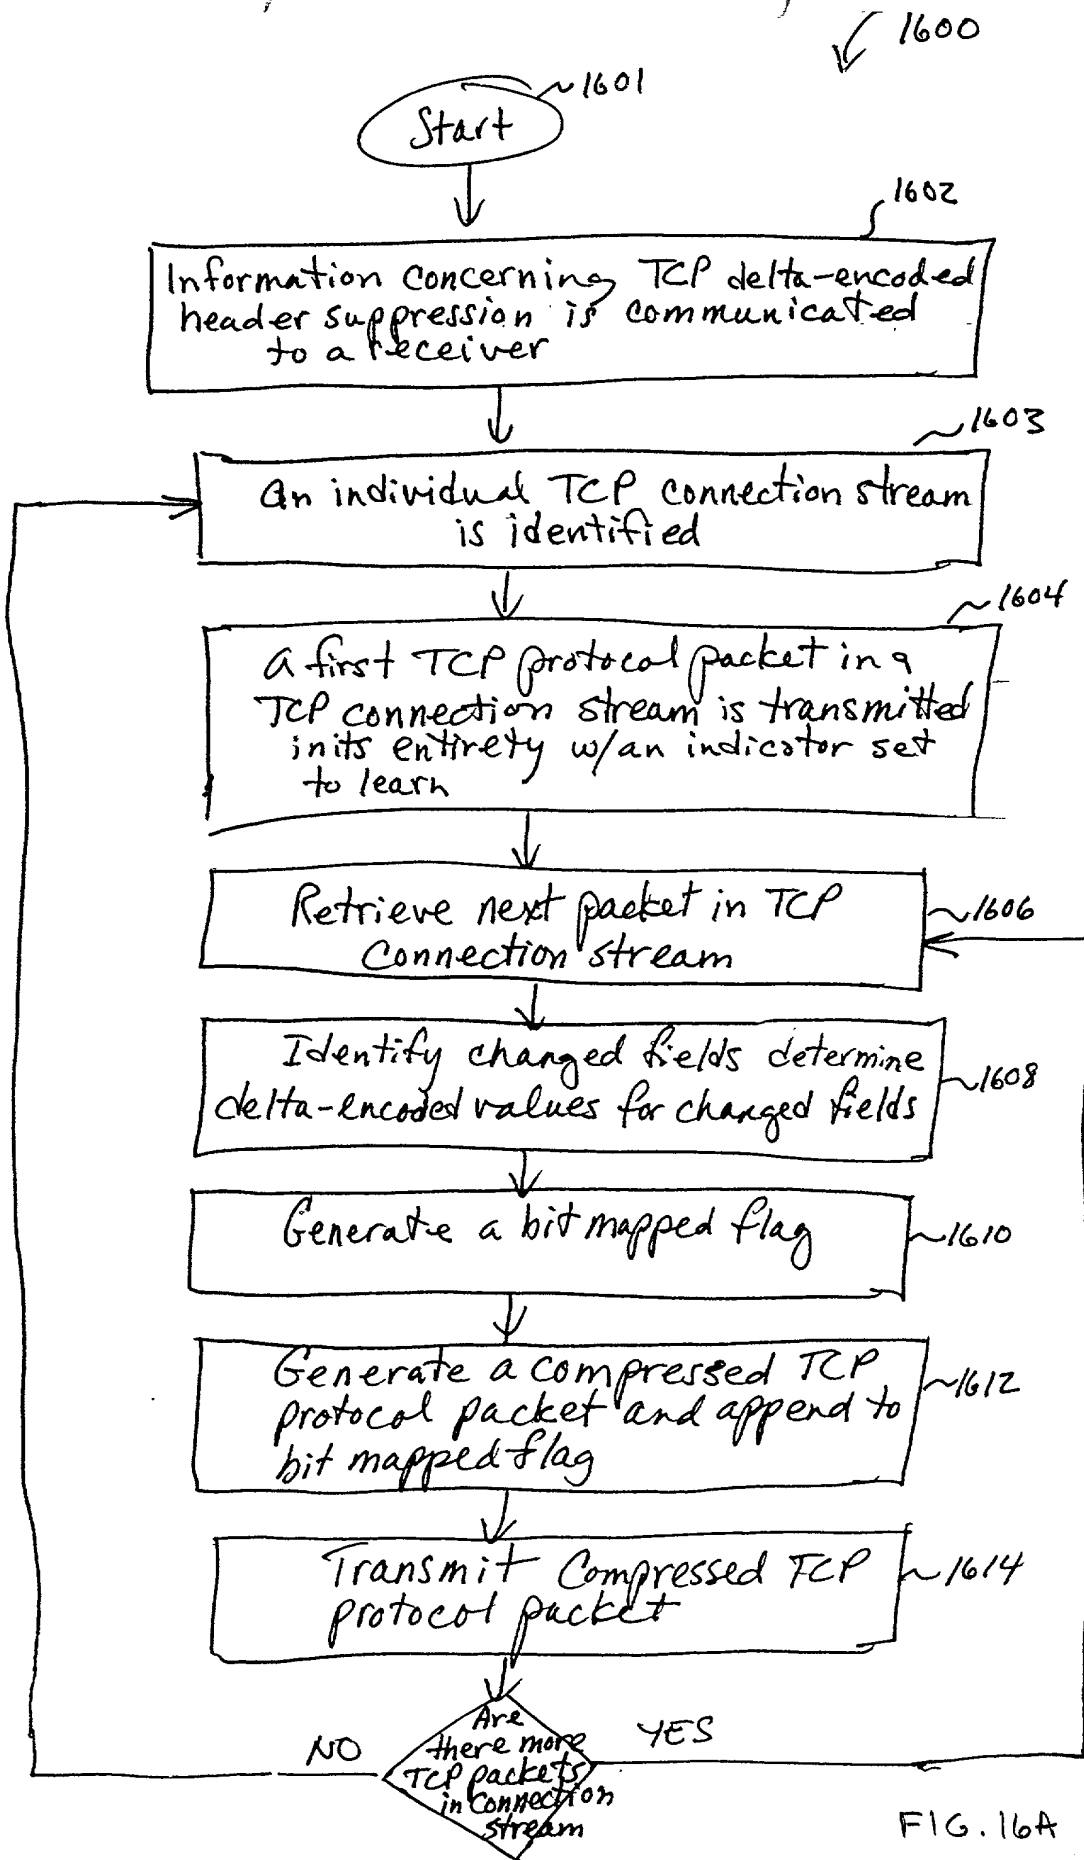 1600
1601
Start
1602
Information concerning TCP delta-encoded
header suppression is communicated
to a receiver
1603
An individual TCP connection stream
is identified
1604
A first TCP protocol packet in a
TCP connection stream is transmitted
in its entirety w/an indicator set
to learn
Retrieve next packet in TCP
Connection stream
1606
Identify changed fields determine
delta-encoded values for changed fields
1608
Generate a bit mapped flag
1610
Generate a compressed TCP
protocol packet and append to
bit mapped flag
1612
Transmit Compressed TCP
protocol packet
1614
Are
there more
TCP packets
in Connection
stream
NO
YES
FIG. 16A